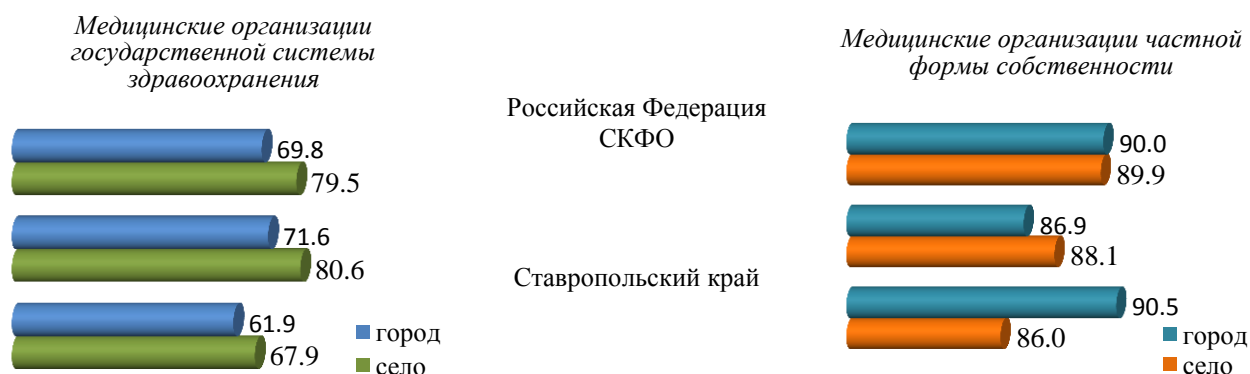 Медицинские организации
государственной системы
здравоохранения
69.8
79.5
71.6
80.6
61.9
67.9
город
село
Российская Федерация
СКФО
Ставропольский край
Медицинские организации частной
формы собственности
90.0
89.9
86.9
88.1
90.5
86.0
город
село